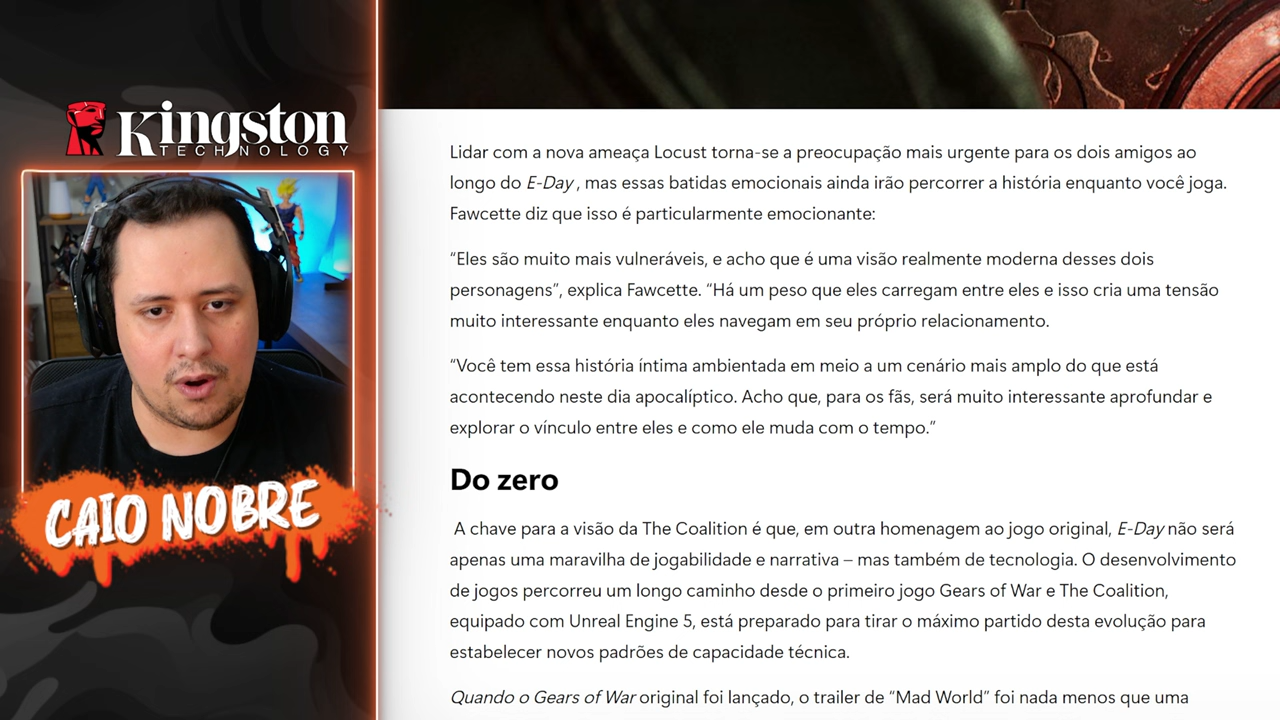 Kingston
TECHNOLOGY
CAIO NOBRE
Lidar com a nova ameaça Locust torna-se a preocupação mais urgente para os dois amigos ao
longo do E-Day , mas essas batidas emocionais ainda irão percorrer a história enquanto você joga.
Fawcette diz que isso é particularmente emocionante:
“Eles são muito mais vulneráveis, e acho que é uma visão realmente moderna desses dois
personagens”, explica Fawcette. “Há um peso que eles carregam entre eles e isso cria uma tensão
muito interessante enquanto eles navegam em seu próprio relacionamento.
“Você tem essa história íntima ambientada em meio a um cenário mais amplo do que está
acontecendo neste dia apocalíptico. Acho que, para os fãs, será muito interessante aprofundar e
explorar o vínculo entre eles e como ele muda com o tempo.”
Do zero
A chave para a visão da The Coalition é que, em outra homenagem ao jogo original, E-Day não será
apenas uma maravilha de jogabilidade e narrativa – mas também de tecnologia. O desenvolvimento
de jogos percorreu um longo caminho desde o primeiro jogo Gears of War e The Coalition,
equipado com Unreal Engine 5, está preparado para tirar o máximo partido desta evolução para
estabelecer novos padrões de capacidade técnica.
Quando o Gears of War original foi lançado, o trailer de “Mad World” foi nada menos que uma